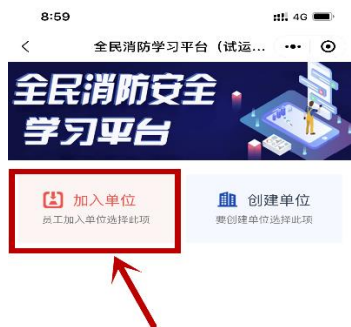 8:59
4G
全民消防学习平台（试运...
全民消防安全
学习平台
加入单位
员工加入单位选择此项
创建单位
要创建单位选择此项